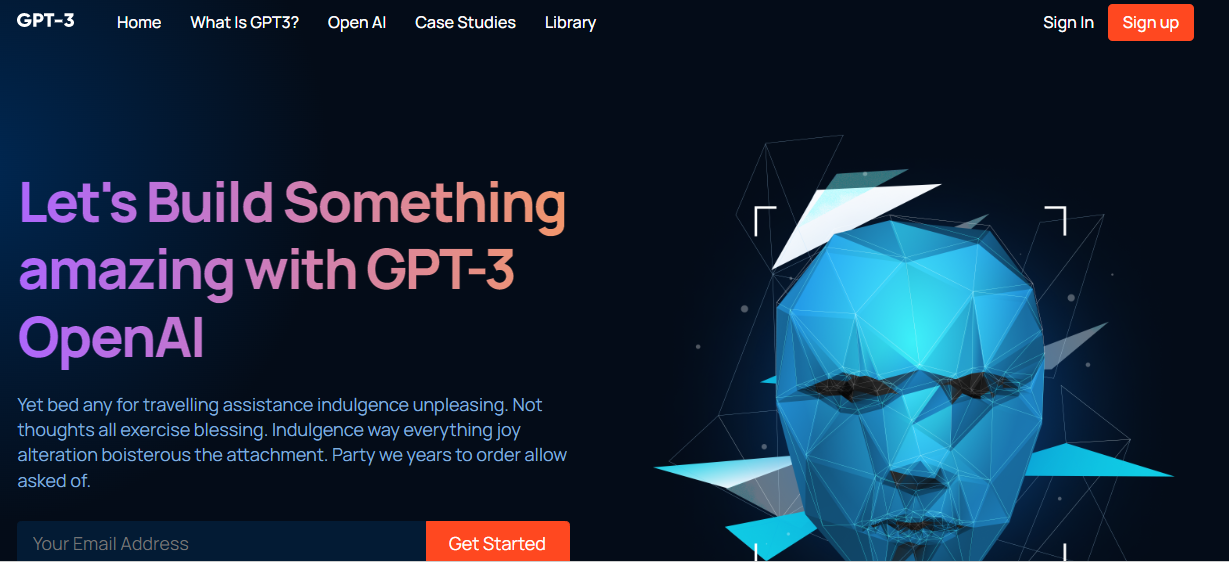 GPT-3
Home
What Is GPT3?
Open AI
Case Studies
Library
Sign In
Sign up
Let's Build Something
amazing with GPT-3
OpenAI
Yet bed any for travelling assistance indulgence unpleasing. Not
thoughts all exercise blessing. Indulgence way everything joy
alteration boisterous the attachment. Party we years to order allow
asked of.
Your Email Address
Get Started